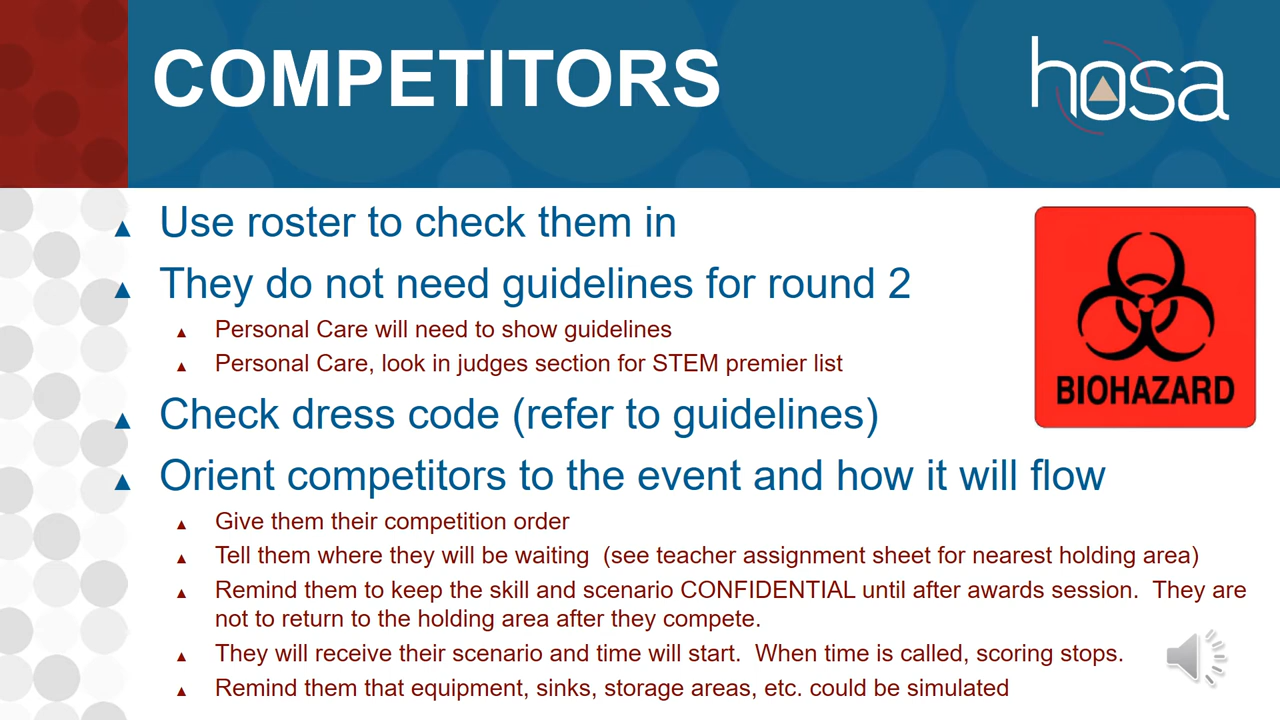 COMPETITORS
hosa
Use roster to check them in
They do not need guidelines for round 2
Personal Care will need to show guidelines
Personal Care, look in judges section for STEM premier list
BIOHAZARD
Check dress code (refer to guidelines)
Orient competitors to the event and how it will flow
Give them their competition order
Tell them where they will be waiting  (see teacher assignment sheet for nearest holding area)
Remind them to keep the skill and scenario CONFIDENTIAL until after awards session.  They are
not to return to the holding area after they compete.
They will receive their scenario and time will start.  When time is called, scoring stops.
Remind them that equipment, sinks, storage areas, etc. could be simulated